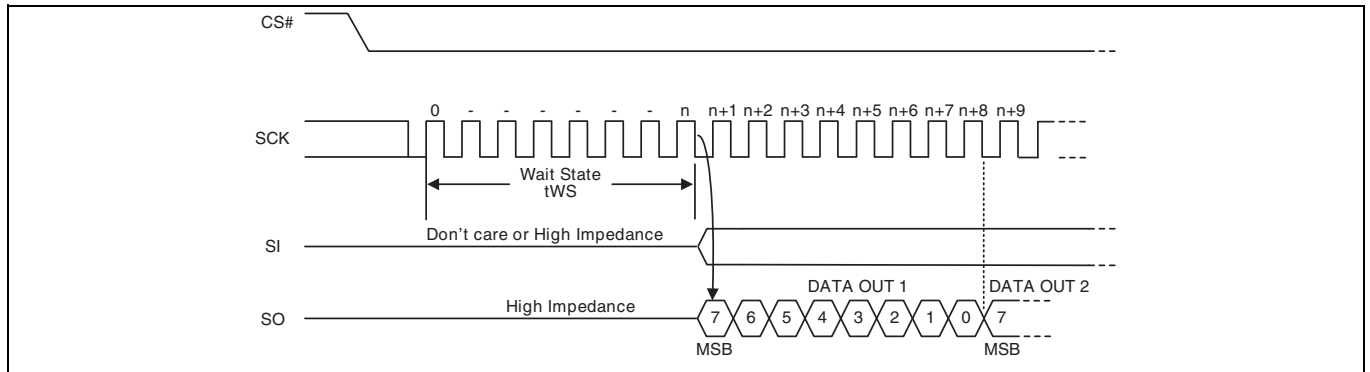 CS#
0 - - - - - - n n+1 n+2 n+3 n+4 n+5 n+6 n+7 n+8 n+9
SCK
Wait State
tWS
Don't care or High Impedance
SI
DATA OUT 1 DATA OUT 2
High Impedance
SO 7 6 5 4 3 2 1 0 7
MSB MSB